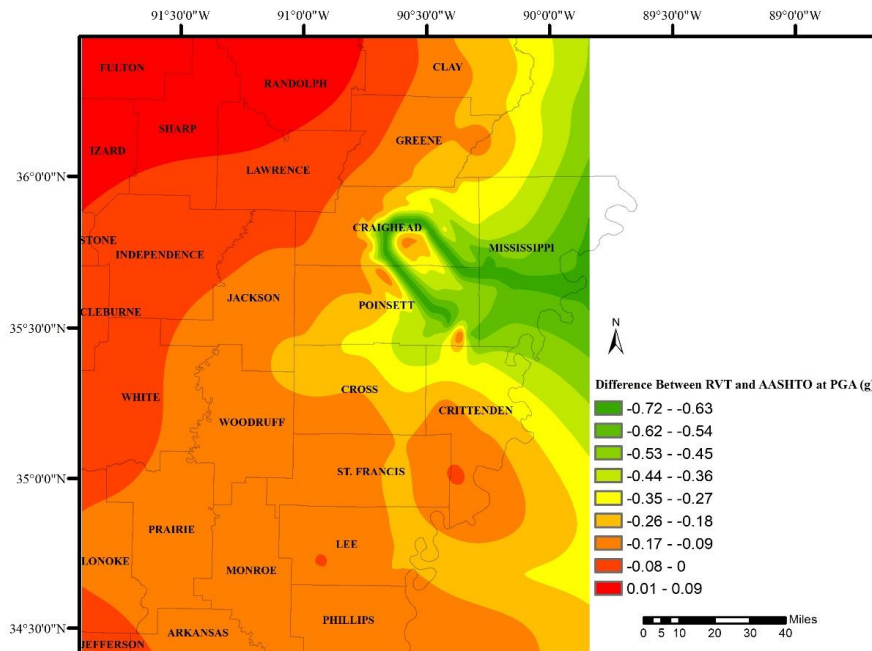 91°30'0"W 91°0'0"W 90°30'0"W 90°0'0"W 89°30'0"W 89°0'0"W
FULTON
CLAY
RANDOLPH
SHARP
GREENE
IZARD
LAWRENCE
36°0'0"N
CRAIGHEAD
STONE
MISSISSIPPI
INDEPENDENCE
JACKSON
POINSETT
CLEBURNE
35°30'0"N
N
Difference Between RVT and AASHTO at PGA (g)
CROSS
WHITE
CRITTENDEN
WOODRUFF
-0.72 - -0.63
-0.62 - -0.54
-0.53 - -0.45
-0.44 - -0.36
-0.35 - -0.27
-0.26 - -0.18
-0.17 - -0.09
-0.08 - 0
0.01 - 0.09
35°0'0"N
ST. FRANCIS
PRAIRIE
LEE
LONOKE
MONROE
PHILLIPS
34°30'0"N
ARKANSAS
JEFFERSON
Miles
0 5 10 20 30 40